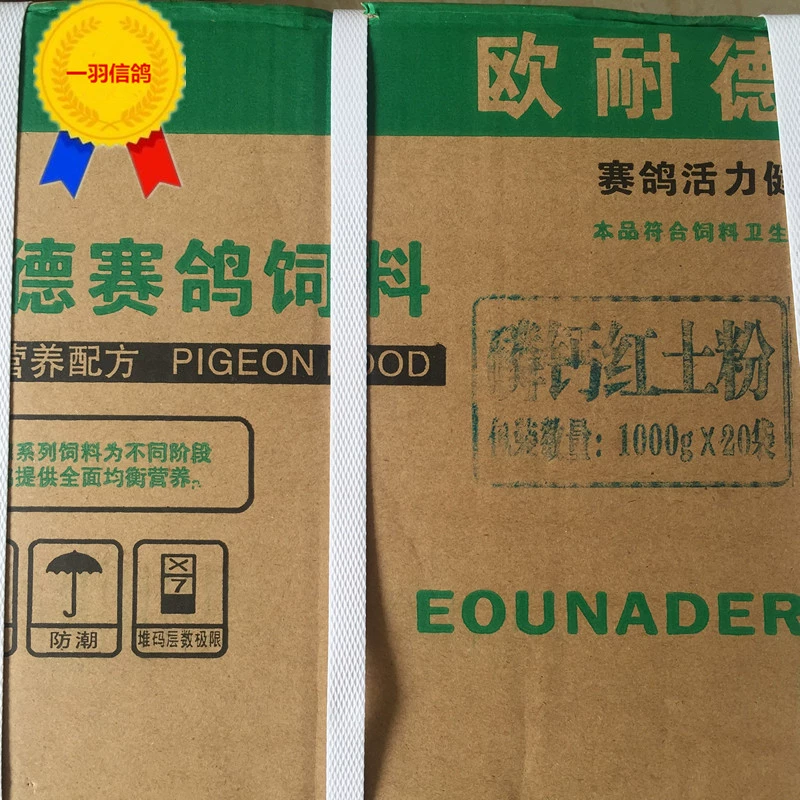 一羽信鸽
欧耐德
赛鸽活力健
本品符合饲料卫生
德赛鸽饲料
营养配方 PIGEON FOOD
系列饲料为不同阶段
提供全面均衡营养。
磷钙红土粉
包装数量：1000g X 20袋
防潮
X
7
堆码层数极限
EOUNADER